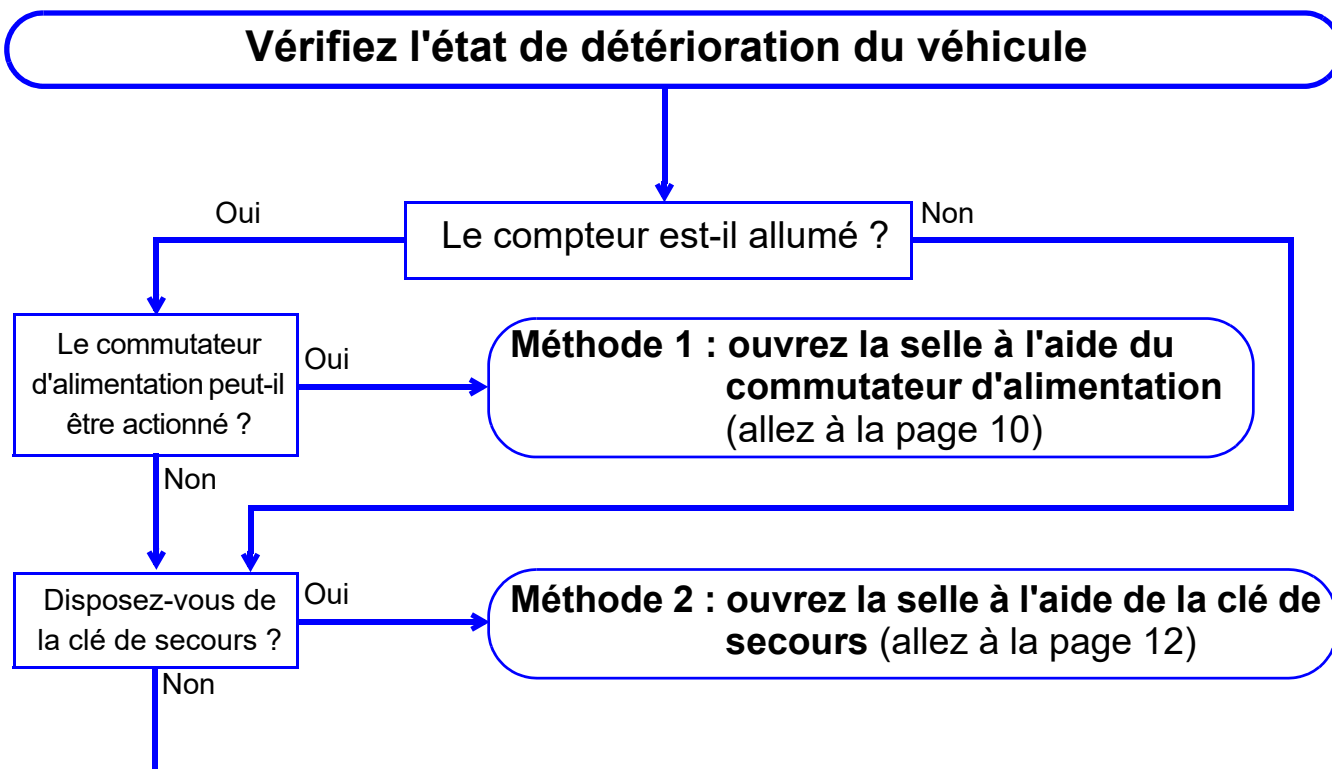 Vérifiez l'état de détérioration du véhicule
Oui
Non
Le compteur est-il allumé ?
Le commutateur
d'alimentation peut-il
être actionné ?
Oui
Méthode 1 : ouvrez la selle à l'aide du
commutateur d'alimentation
(allez à la page 10)
Non
Disposez-vous de
la clé de secours ?
Oui
Méthode 2 : ouvrez la selle à l'aide de la clé de
secours (allez à la page 12)
Non